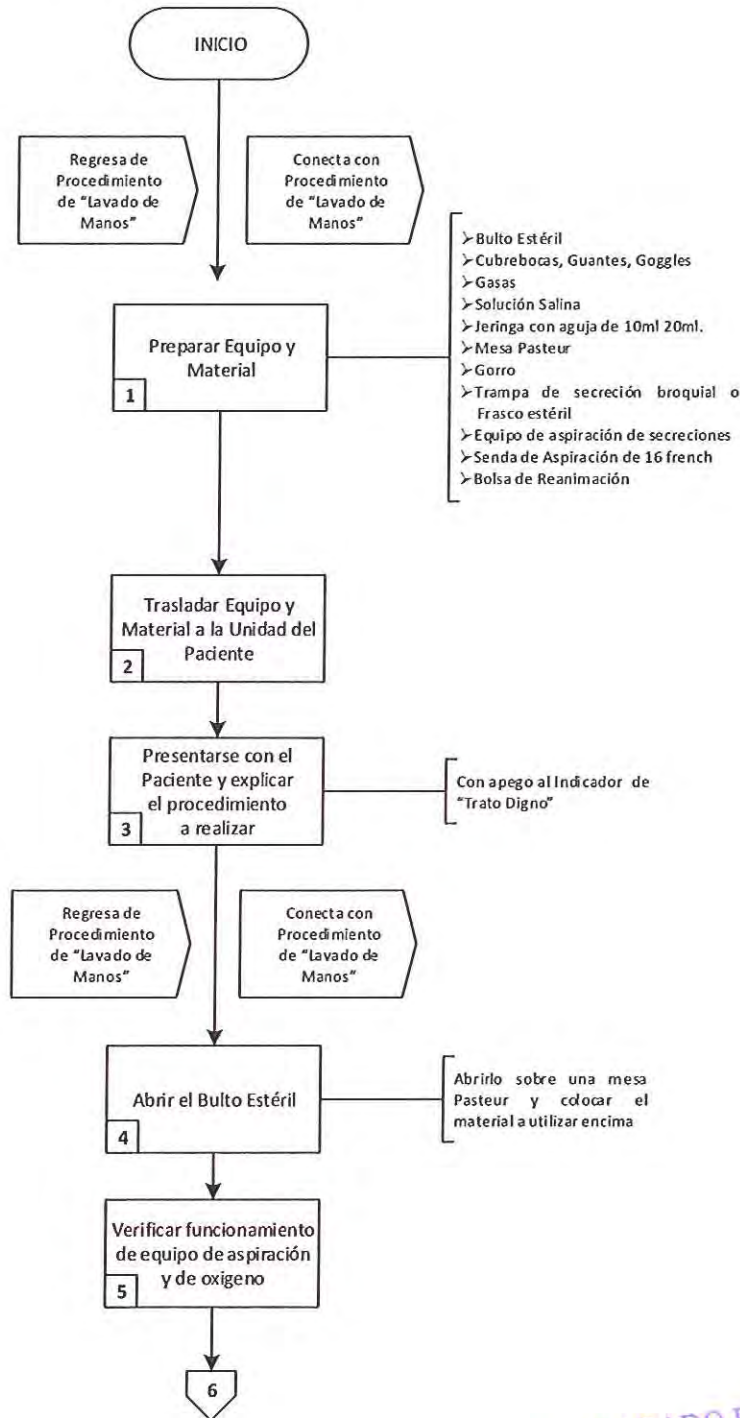 INICIO
Regresa de
Procedimiento
de "Lavado de
Manos"
Conecta con
Procedimiento
de "Lavado de
Manos"
Preparar Equipo y
Material
1
➢Bulto Estéril
➢Cubrebocas, Guantes, Goggles
➢Gasas
➢Solución Salina
➢Jeringa con aguja de 10ml 20ml.
➢Mesa Pasteur
➢Gorro
➢Trampa de secreción broquial o
Frasco estéril
➢Equipo de aspiración de secreciones
➢Senda de Aspiración de 16 french
➢Bolsa de Reanimación
Trasladar Equipo y
Material a la Unidad del
Paciente
2
Presentarse con el
Paciente y explicar
el procedimiento
a realizar
3
Con apego al Indicador de
"Trato Digno"
Regresa de
Procedimiento
de "Lavado de
Manos"
Conecta con
Procedimiento
de "Lavado de
Manos"
Abrir el Bulto Estéril
4
Abrirlo sobre una mesa
Pasteur y colocar el
material a utilizar encima
Verificar funcionamiento
de equipo de aspiración
y de oxigeno
5
6